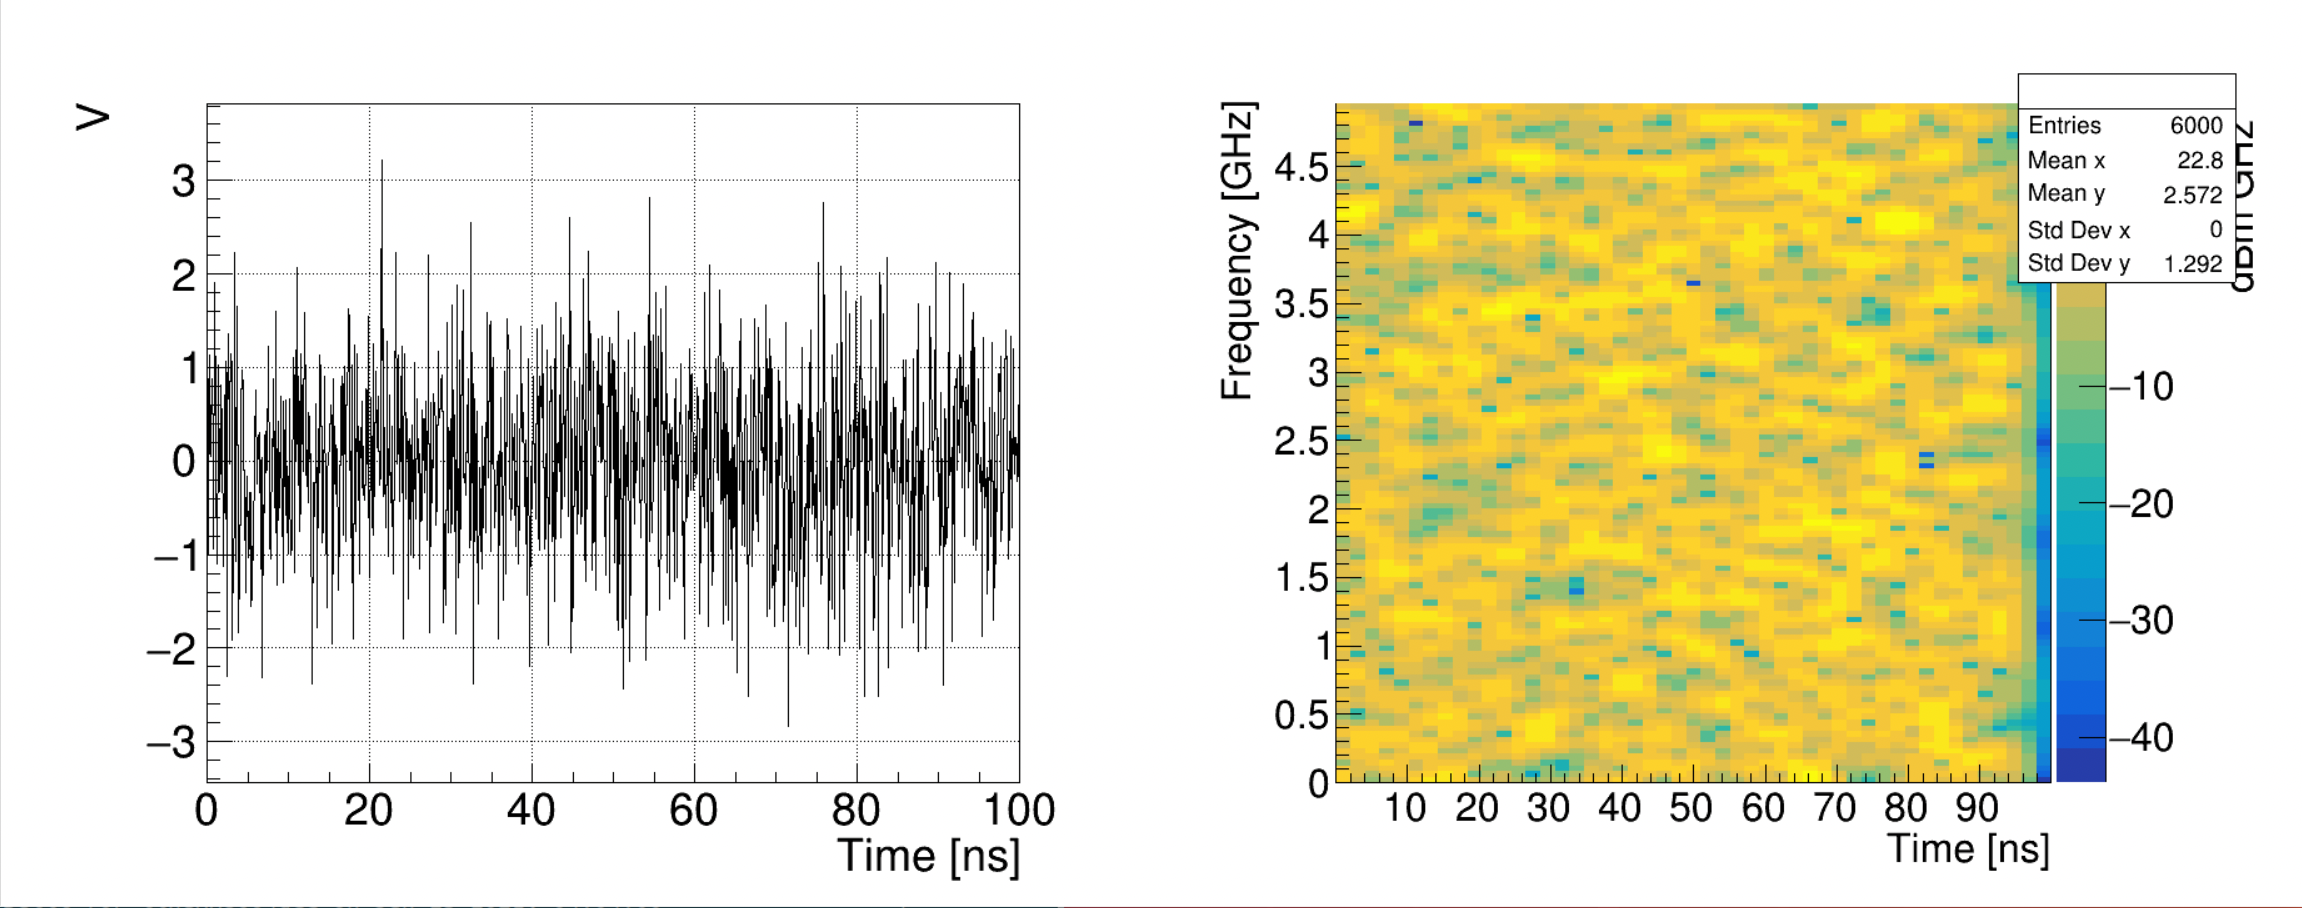 V
3
2
1
0
−1
−2
−3
0 20 40 60 80 100
Time [ns]
Frequency [GHz]
4.5
4
3.5
3
2.5
2
1.5
1
0.5
0
10 20 30 40 50 60 70 80 90
Time [ns]
Entries 6000
Mean x 22.8
Mean y 2.572
Std Dev x 0
Std Dev y 1.292
−10
−20
−30
−40